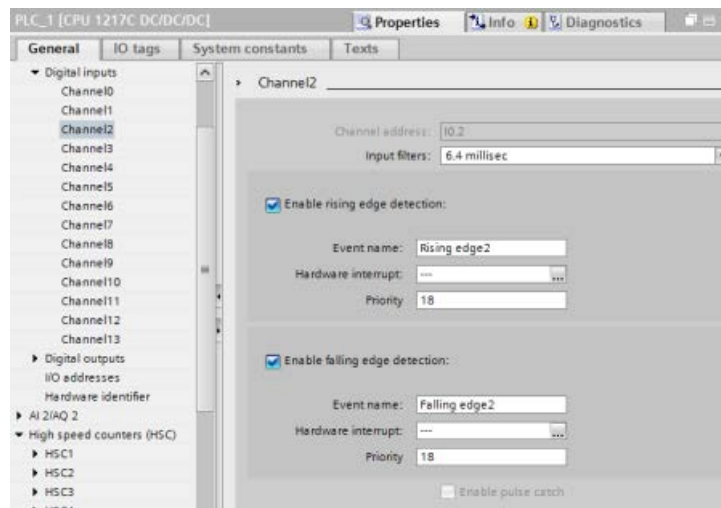 PLC_1 [CPU 1217C DC/DC/DC]
Properties
Info
Diagnostics
General
IO tags
System constants
Texts
Digital inputs
Channel0
Channel1
Channel2
Channel3
Channel4
Channel5
Channel6
Channel7
Channel8
Channel9
Channel10
Channel11
Channel12
Channel13
Digital outputs
I/O addresses
Hardware identifier
AI 2/AQ 2
High speed counters (HSC)
HSC1
HSC2
HSC3
Channel2
Channel address: I0.2
Input filters: 6.4 millisec
Enable rising edge detection:
Event name: Rising edge2
Hardware interrupt: --- ...
Priority 18
Enable falling edge detection:
Event name: Falling edge2
Hardware interrupt: --- ...
Priority 18
Enable pulse catch